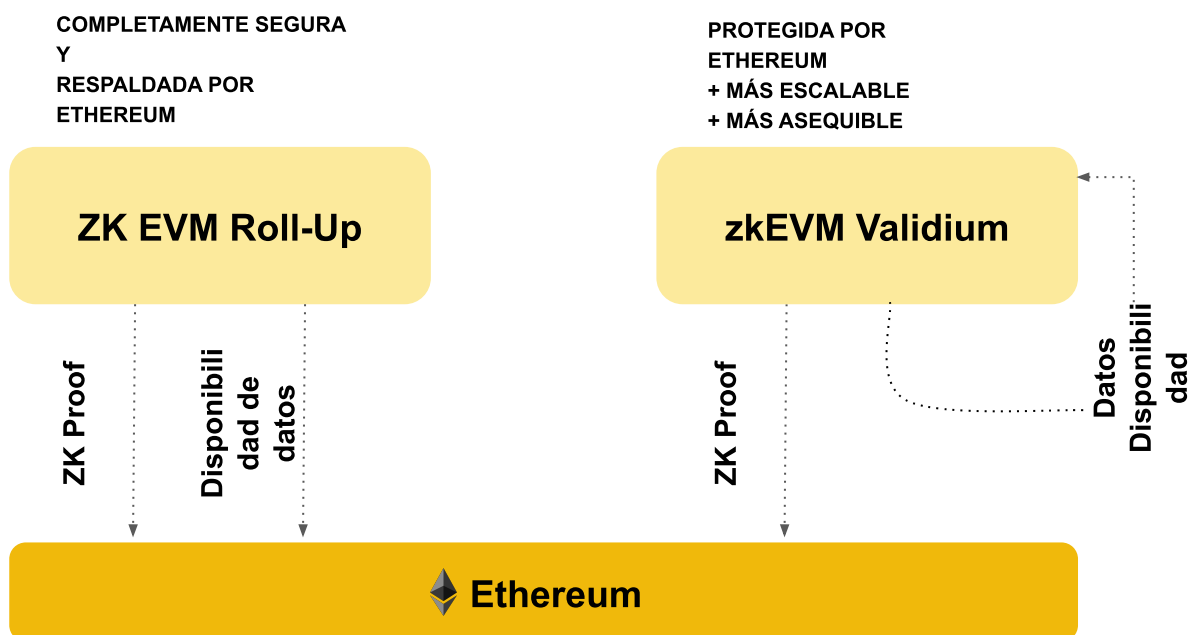 COMPLETAMENTE SEGURA
Y
RESPALDADA POR
ETHEREUM
PROTEGIDA POR
ETHEREUM
+ MÁS ESCALABLE
+ MÁS ASEQUIBLE
ZK EVM Roll-Up
zkEVM Validium
ZK Proof
Disponibili
dad de
datos
ZK Proof
Datos
Disponibili
dad
Ethereum